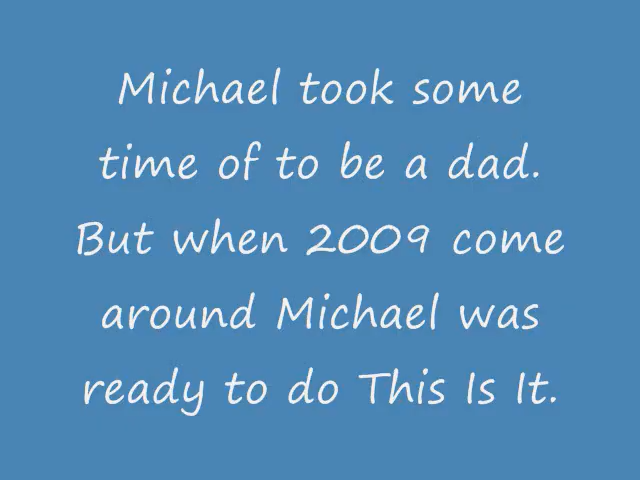 Michael took some
time of to be a dad.
But when 2009 come
around Michael was
ready to do This Is It.